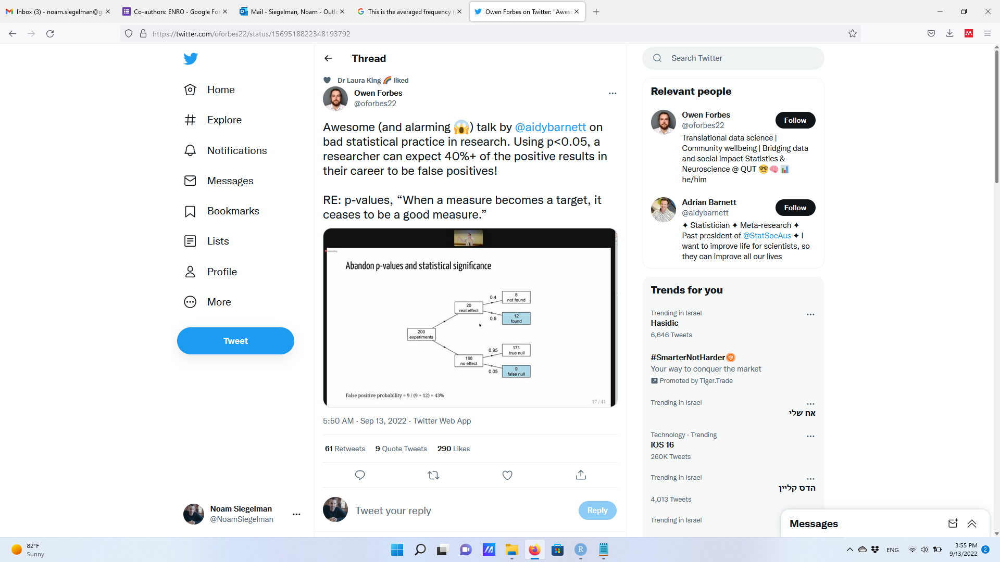 Inbox (3) - noam.siegelman@g
Co-authors: ENRO - Google For
Mail - Siegelman, Noam - Outlo
This is the averaged frequency (
Owen Forbes on Twitter: "Aweso
https://twitter.com/oforbes22/status/1569518822348193792
Home
Explore
Notifications
Messages
Bookmarks
Lists
Profile
More
Tweet
Noam Siegelman
@NoamSiegelman
Thread
Dr Laura King 🌈 liked
Owen Forbes
@oforbes22
Awesome (and alarming 😱) talk by @aidybarnett on
bad statistical practice in research. Using p<0.05, a
researcher can expect 40%+ of the positive results in
their career to be false positives!
RE: p-values, “When a measure becomes a target, it
ceases to be a good measure.”
Abandon p-values and statistical significance
200
experiments
20
real effect
0.4
8
not found
0.6
12
found
180
no effect
0.95
171
true null
0.05
9
false null
False positive probability = 9 / (9 + 12) = 43%
17 / 41
5:50 AM · Sep 13, 2022 · Twitter Web App
61 Retweets 9 Quote Tweets 290 Likes
Tweet your reply
Reply
Search Twitter
Relevant people
Owen Forbes
@oforbes22
Follow
Translational data science |
Community wellbeing | Bridging data
and social impact Statistics &
Neuroscience @ QUT 🤓🧠📊
he/him
Adrian Barnett
@aidybarnett
Follow
✦ Statistician ✦ Meta-research ✦
Past president of @StatSocAus ✦ I
want to improve life for scientists, so
they can improve all our lives
Trends for you
Trending in Israel
Hasidic
6,646 Tweets
#SmarterNotHarder
Your way to conquer the market
Promoted by Tiger.Trade
Trending in Israel
אח שלי
Technology · Trending
iOS 16
260K Tweets
Trending in Israel
הדס קליין
4,013 Tweets
Trending in Israel
Messages
82°F
Sunny
R
ENG
3:55 PM
9/13/2022
2